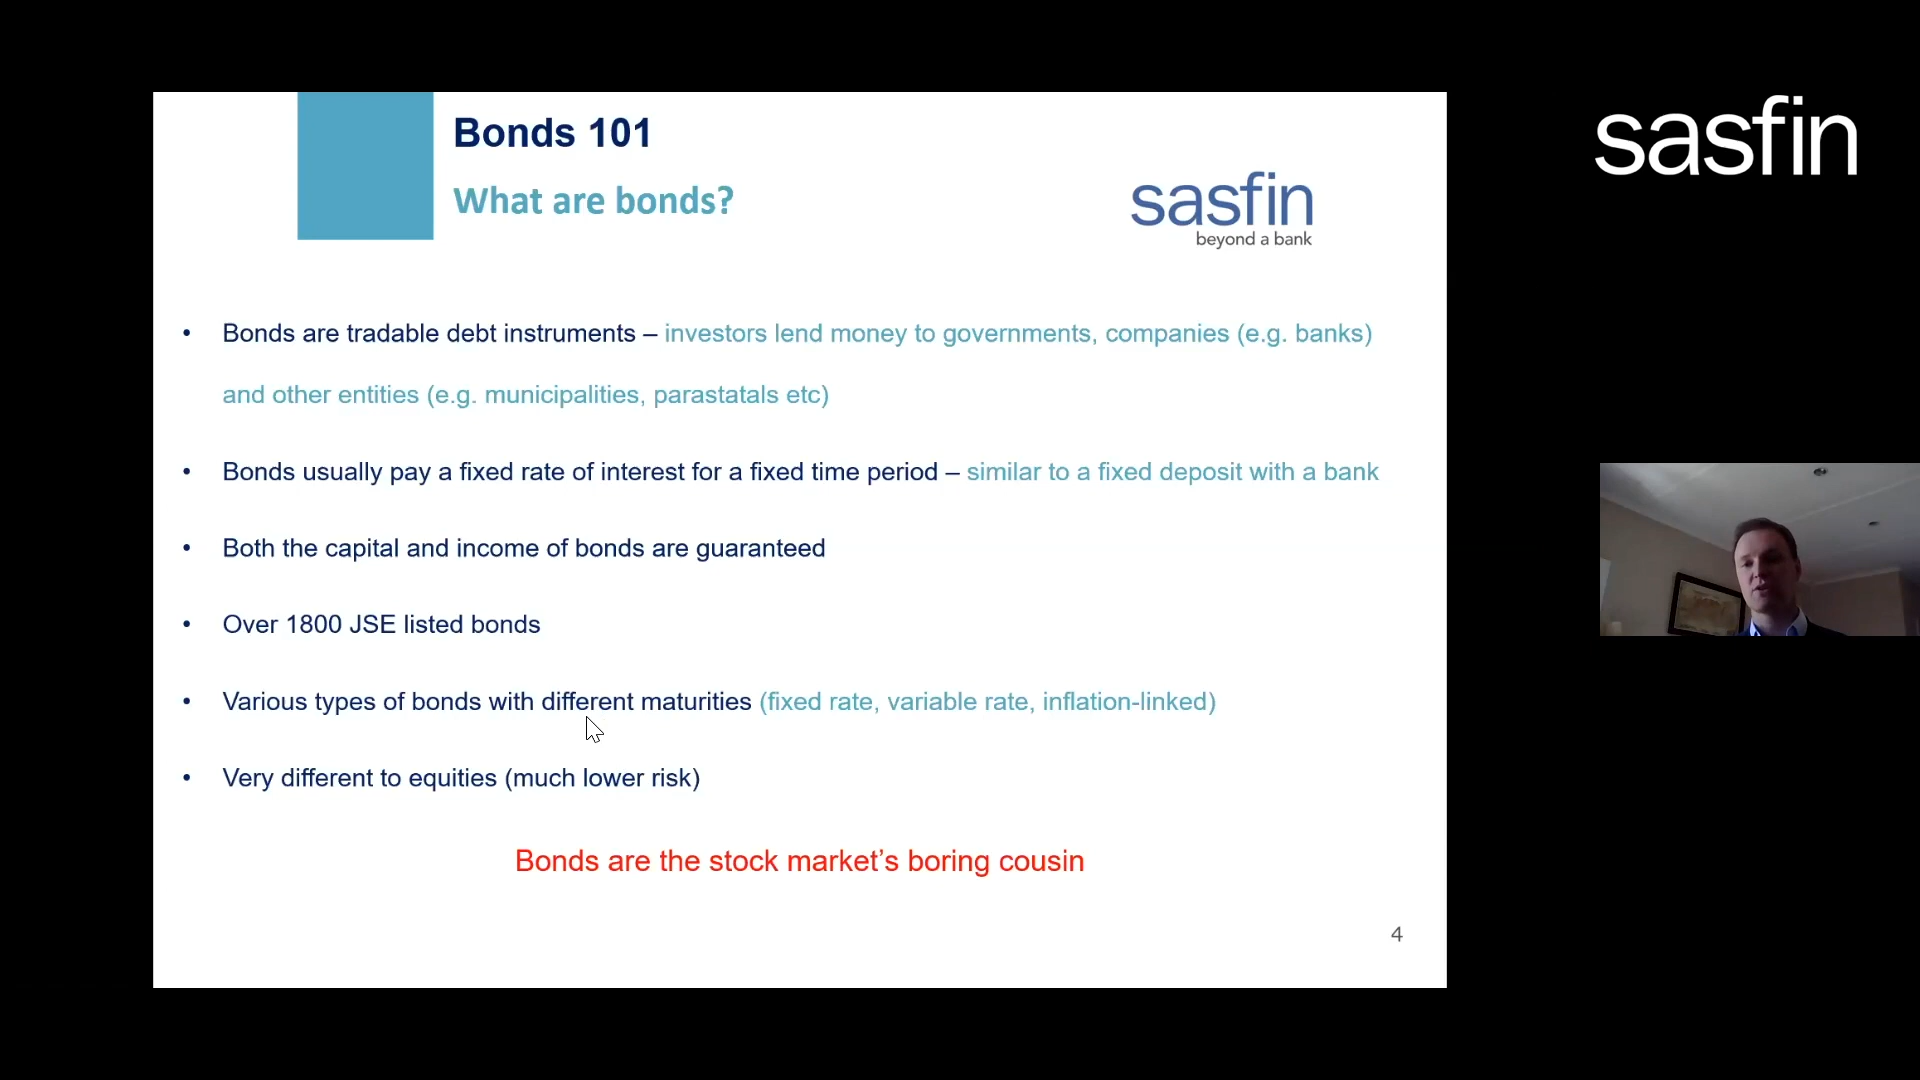 Bonds 101
What are bonds?
sasfin
beyond a bank
sasfin
• Bonds are tradable debt instruments – investors lend money to governments, companies (e.g. banks)
and other entities (e.g. municipalities, parastatals etc)
• Bonds usually pay a fixed rate of interest for a fixed time period – similar to a fixed deposit with a bank
• Both the capital and income of bonds are guaranteed
• Over 1800 JSE listed bonds
• Various types of bonds with different maturities (fixed rate, variable rate, inflation-linked)
• Very different to equities (much lower risk)
Bonds are the stock market’s boring cousin
4